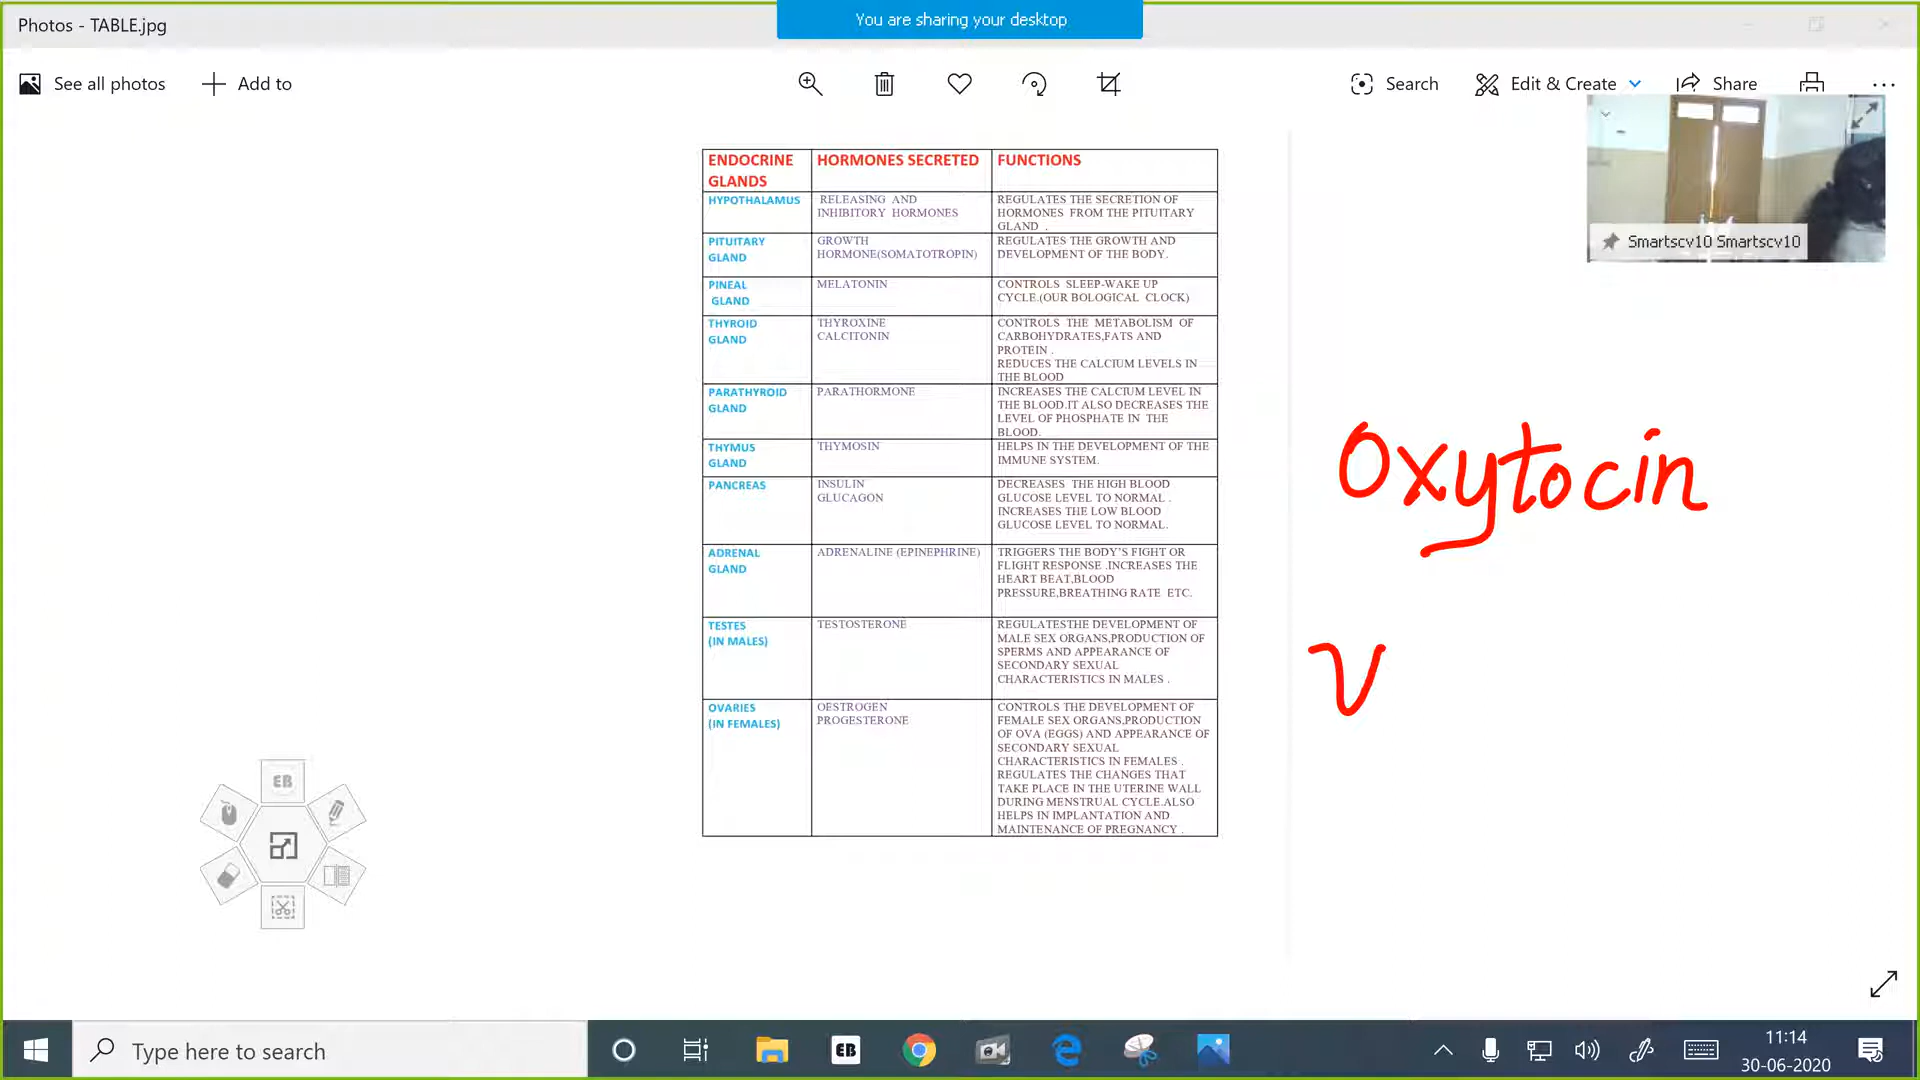 You are sharing your desktop
Photos - TABLE.jpg
See all photos
Add to
Search
Edit & Create
Share
Smartscv10 Smartscv10
ENDOCRINE GLANDS
HORMONES SECRETED
FUNCTIONS
HYPOTHALAMUS
RELEASING AND
INHIBITORY HORMONES
REGULATES THE SECRETION OF
HORMONES FROM THE PITUITARY
GLAND .
PITUITARY
GLAND
GROWTH
HORMONE(SOMATOTROPIN)
REGULATES THE GROWTH AND
DEVELOPMENT OF THE BODY.
PINEAL
GLAND
MELATONIN
CONTROLS SLEEP-WAKE UP
CYCLE.(OUR BOLOGICAL CLOCK)
THYROID
GLAND
THYROXINE
CALCITONIN
CONTROLS THE METABOLISM OF
CARBOHYDRATES,FATS AND
PROTEIN .
REDUCES THE CALCIUM LEVELS IN
THE BLOOD
PARATHYROID
GLAND
PARATHORMONE
INCREASES THE CALCIUM LEVEL IN
THE BLOOD.IT ALSO DECREASES THE
LEVEL OF PHOSPHATE IN THE
BLOOD.
THYMUS
GLAND
THYMOSIN
HELPS IN THE DEVELOPMENT OF THE
IMMUNE SYSTEM.
PANCREAS
INSULIN
GLUCAGON
DECREASES THE HIGH BLOOD
GLUCOSE LEVEL TO NORMAL .
INCREASES THE LOW BLOOD
GLUCOSE LEVEL TO NORMAL.
ADRENAL
GLAND
ADRENALINE (EPINEPHRINE)
TRIGGERS THE BODY'S FIGHT OR
FLIGHT RESPONSE .INCREASES THE
HEART BEAT,BLOOD
PRESSURE,BREATHING RATE ETC.
TESTES
(IN MALES)
TESTOSTERONE
REGULATESTHE DEVELOPMENT OF
MALE SEX ORGANS,PRODUCTION OF
SPERMS AND APPEARANCE OF
SECONDARY SEXUAL
CHARACTERISTICS IN MALES .
OVARIES
(IN FEMALES)
OESTROGEN
PROGESTERONE
CONTROLS THE DEVELOPMENT OF
FEMALE SEX ORGANS,PRODUCTION
OF OVA (EGGS) AND APPEARANCE OF
SECONDARY SEXUAL
CHARACTERISTICS IN FEMALES .
REGULATES THE CHANGES THAT
TAKE PLACE IN THE UTERINE WALL
DURING MENSTRUAL CYCLE.ALSO
HELPS IN IMPLANTATION AND
MAINTENANCE OF PREGNANCY .
Oxytocin
V
EB
Type here to search
EB
11:14
30-06-2020